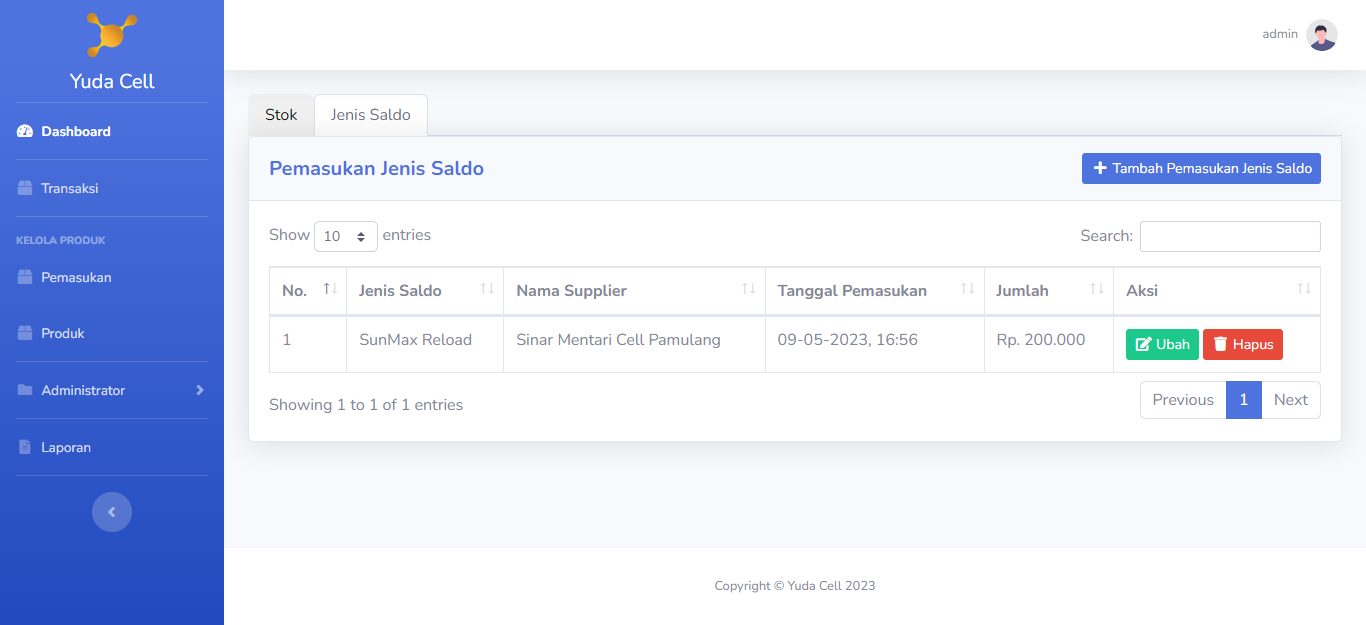 Yuda Cell
Dashboard
Transaksi
KELOLA PRODUK
Pemasukan
Produk
Administrator
Laporan
admin
Stok Jenis Saldo
Pemasukan Jenis Saldo
Tambah Pemasukan Jenis Saldo
Show 10 entries
Search:
No. Jenis Saldo Nama Supplier Tanggal Pemasukan Jumlah Aksi
1 SunMax Reload Sinar Mentari Cell Pamulang 09-05-2023, 16:56 Rp. 200.000 Ubah Hapus
Showing 1 to 1 of 1 entries
Previous 1 Next
Copyright © Yuda Cell 2023